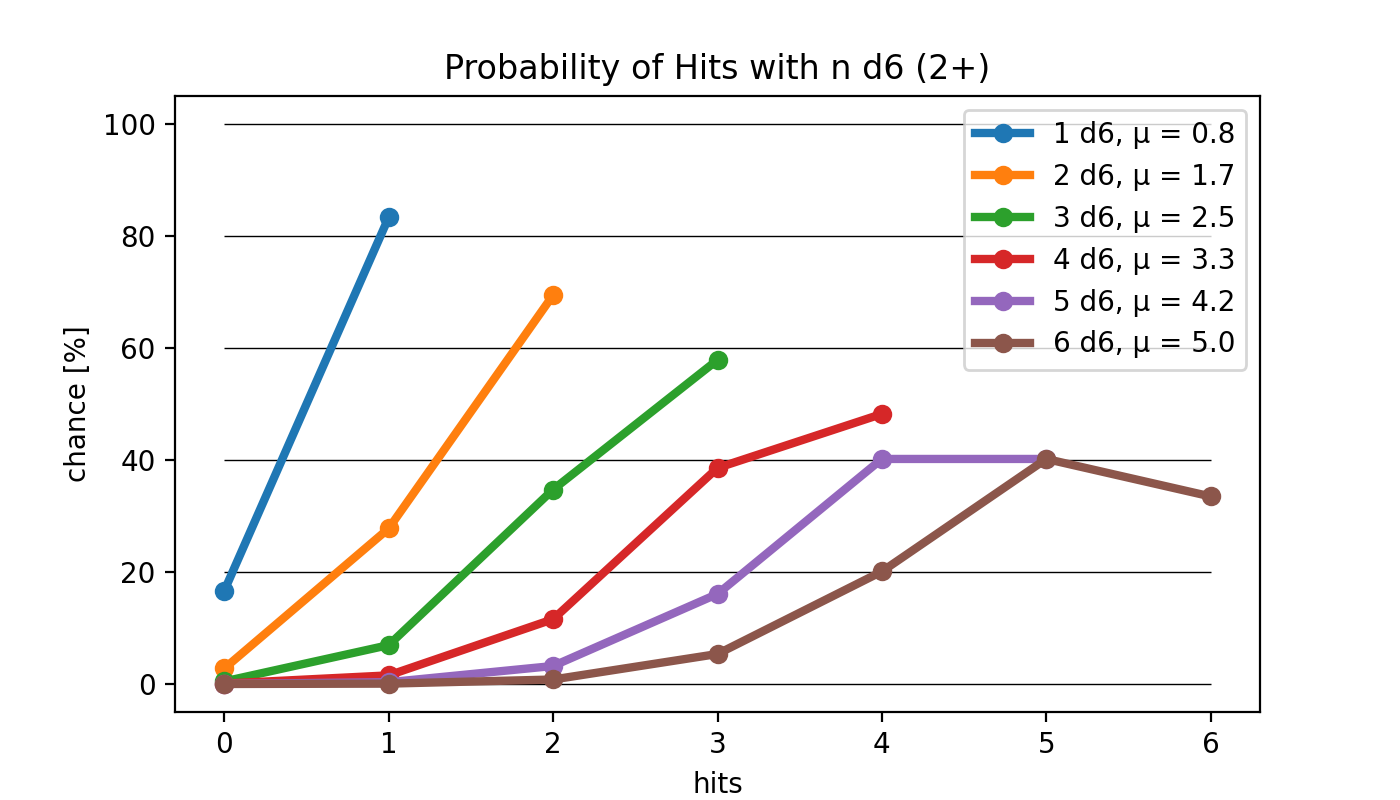 Probability of Hits with n d6 (2+)
100
80
60
40
20
0
chance [%]
1 d6, µ = 0.8
2 d6, µ = 1.7
3 d6, µ = 2.5
4 d6, µ = 3.3
5 d6, µ = 4.2
6 d6, µ = 5.0
0 1 2 3 4 5 6
hits